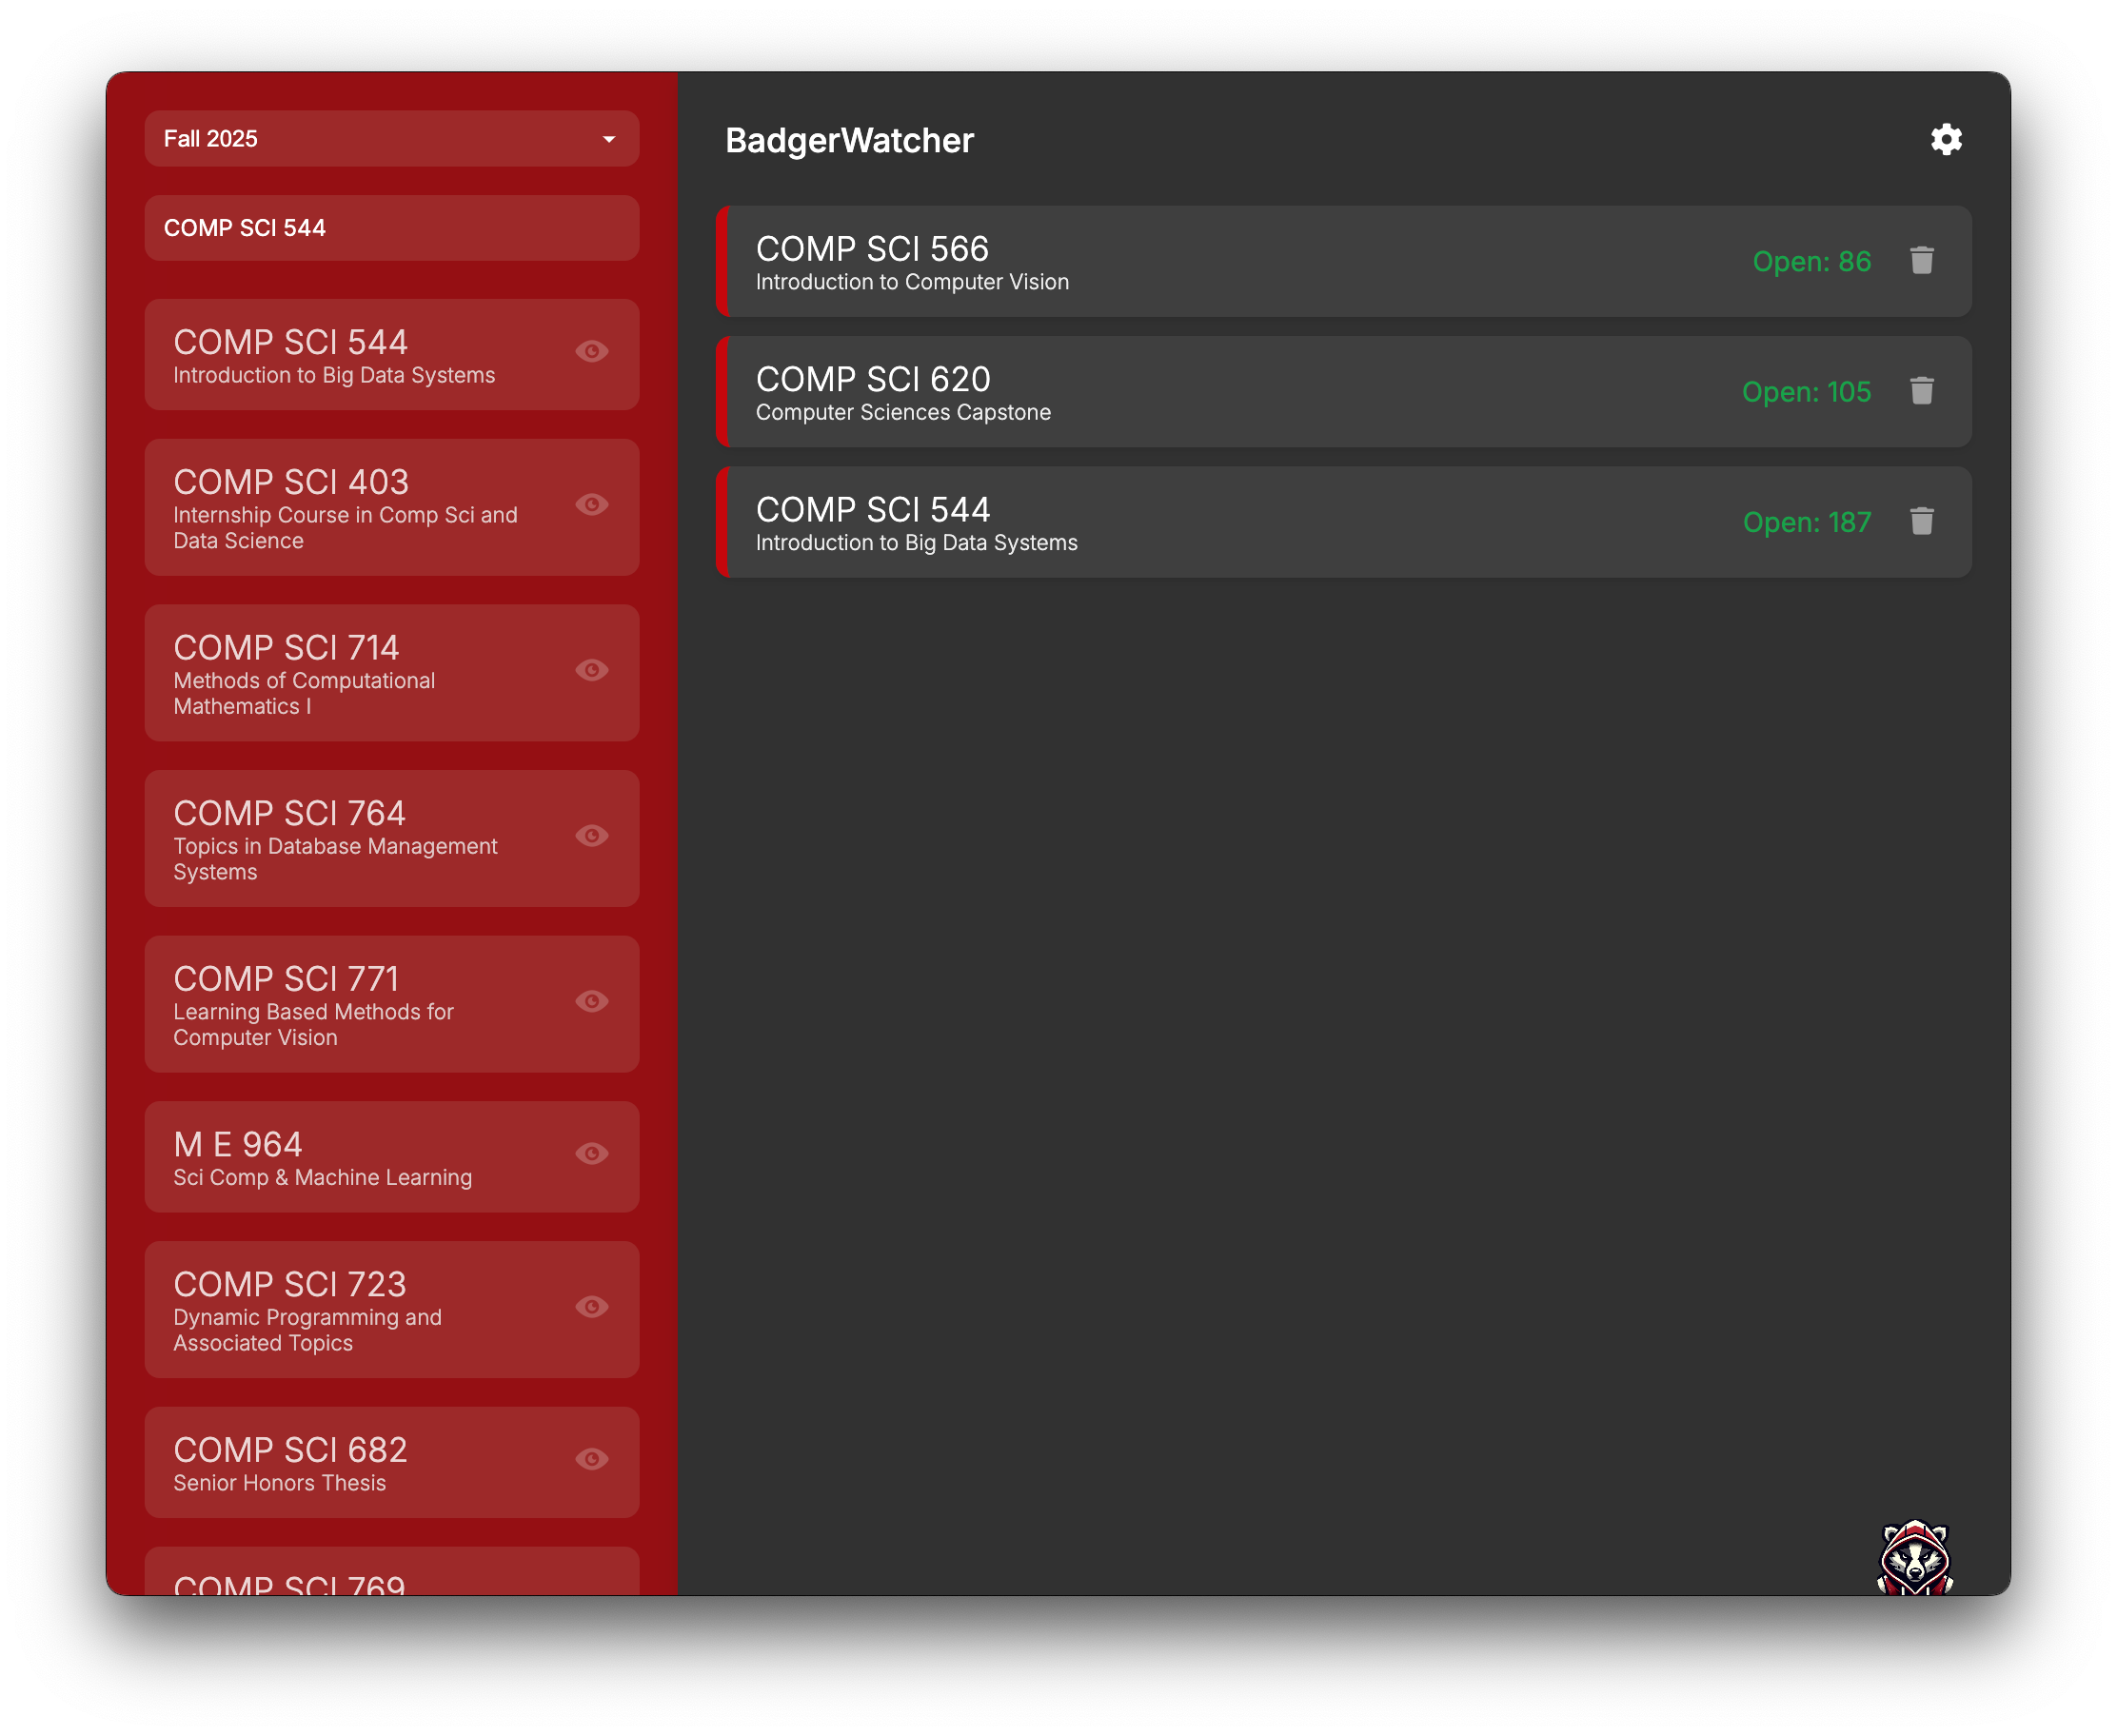 Fall 2025
COMP SCI 544
COMP SCI 544
Introduction to Big Data Systems
COMP SCI 403
Internship Course in Comp Sci and
Data Science
COMP SCI 714
Methods of Computational
Mathematics I
COMP SCI 764
Topics in Database Management
Systems
COMP SCI 771
Learning Based Methods for
Computer Vision
M E 964
Sci Comp & Machine Learning
COMP SCI 723
Dynamic Programming and
Associated Topics
COMP SCI 682
Senior Honors Thesis
COMP SCI 769
BadgerWatcher
COMP SCI 566
Introduction to Computer Vision
Open: 86
COMP SCI 620
Computer Sciences Capstone
Open: 105
COMP SCI 544
Introduction to Big Data Systems
Open: 187